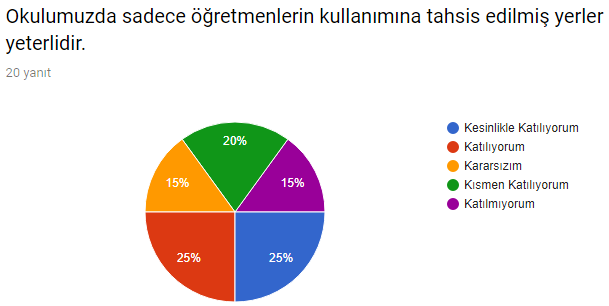 Okulumuzda sadece öğretmenlerin kullanımına tahsis edilmiş yerler
yeterlidir.
20 yanıt
20%
15%
15%
25%
25%
Kesinlikle Katılıyorum
Katılıyorum
Kararsızım
Kısmen Katılıyorum
Katılmıyorum